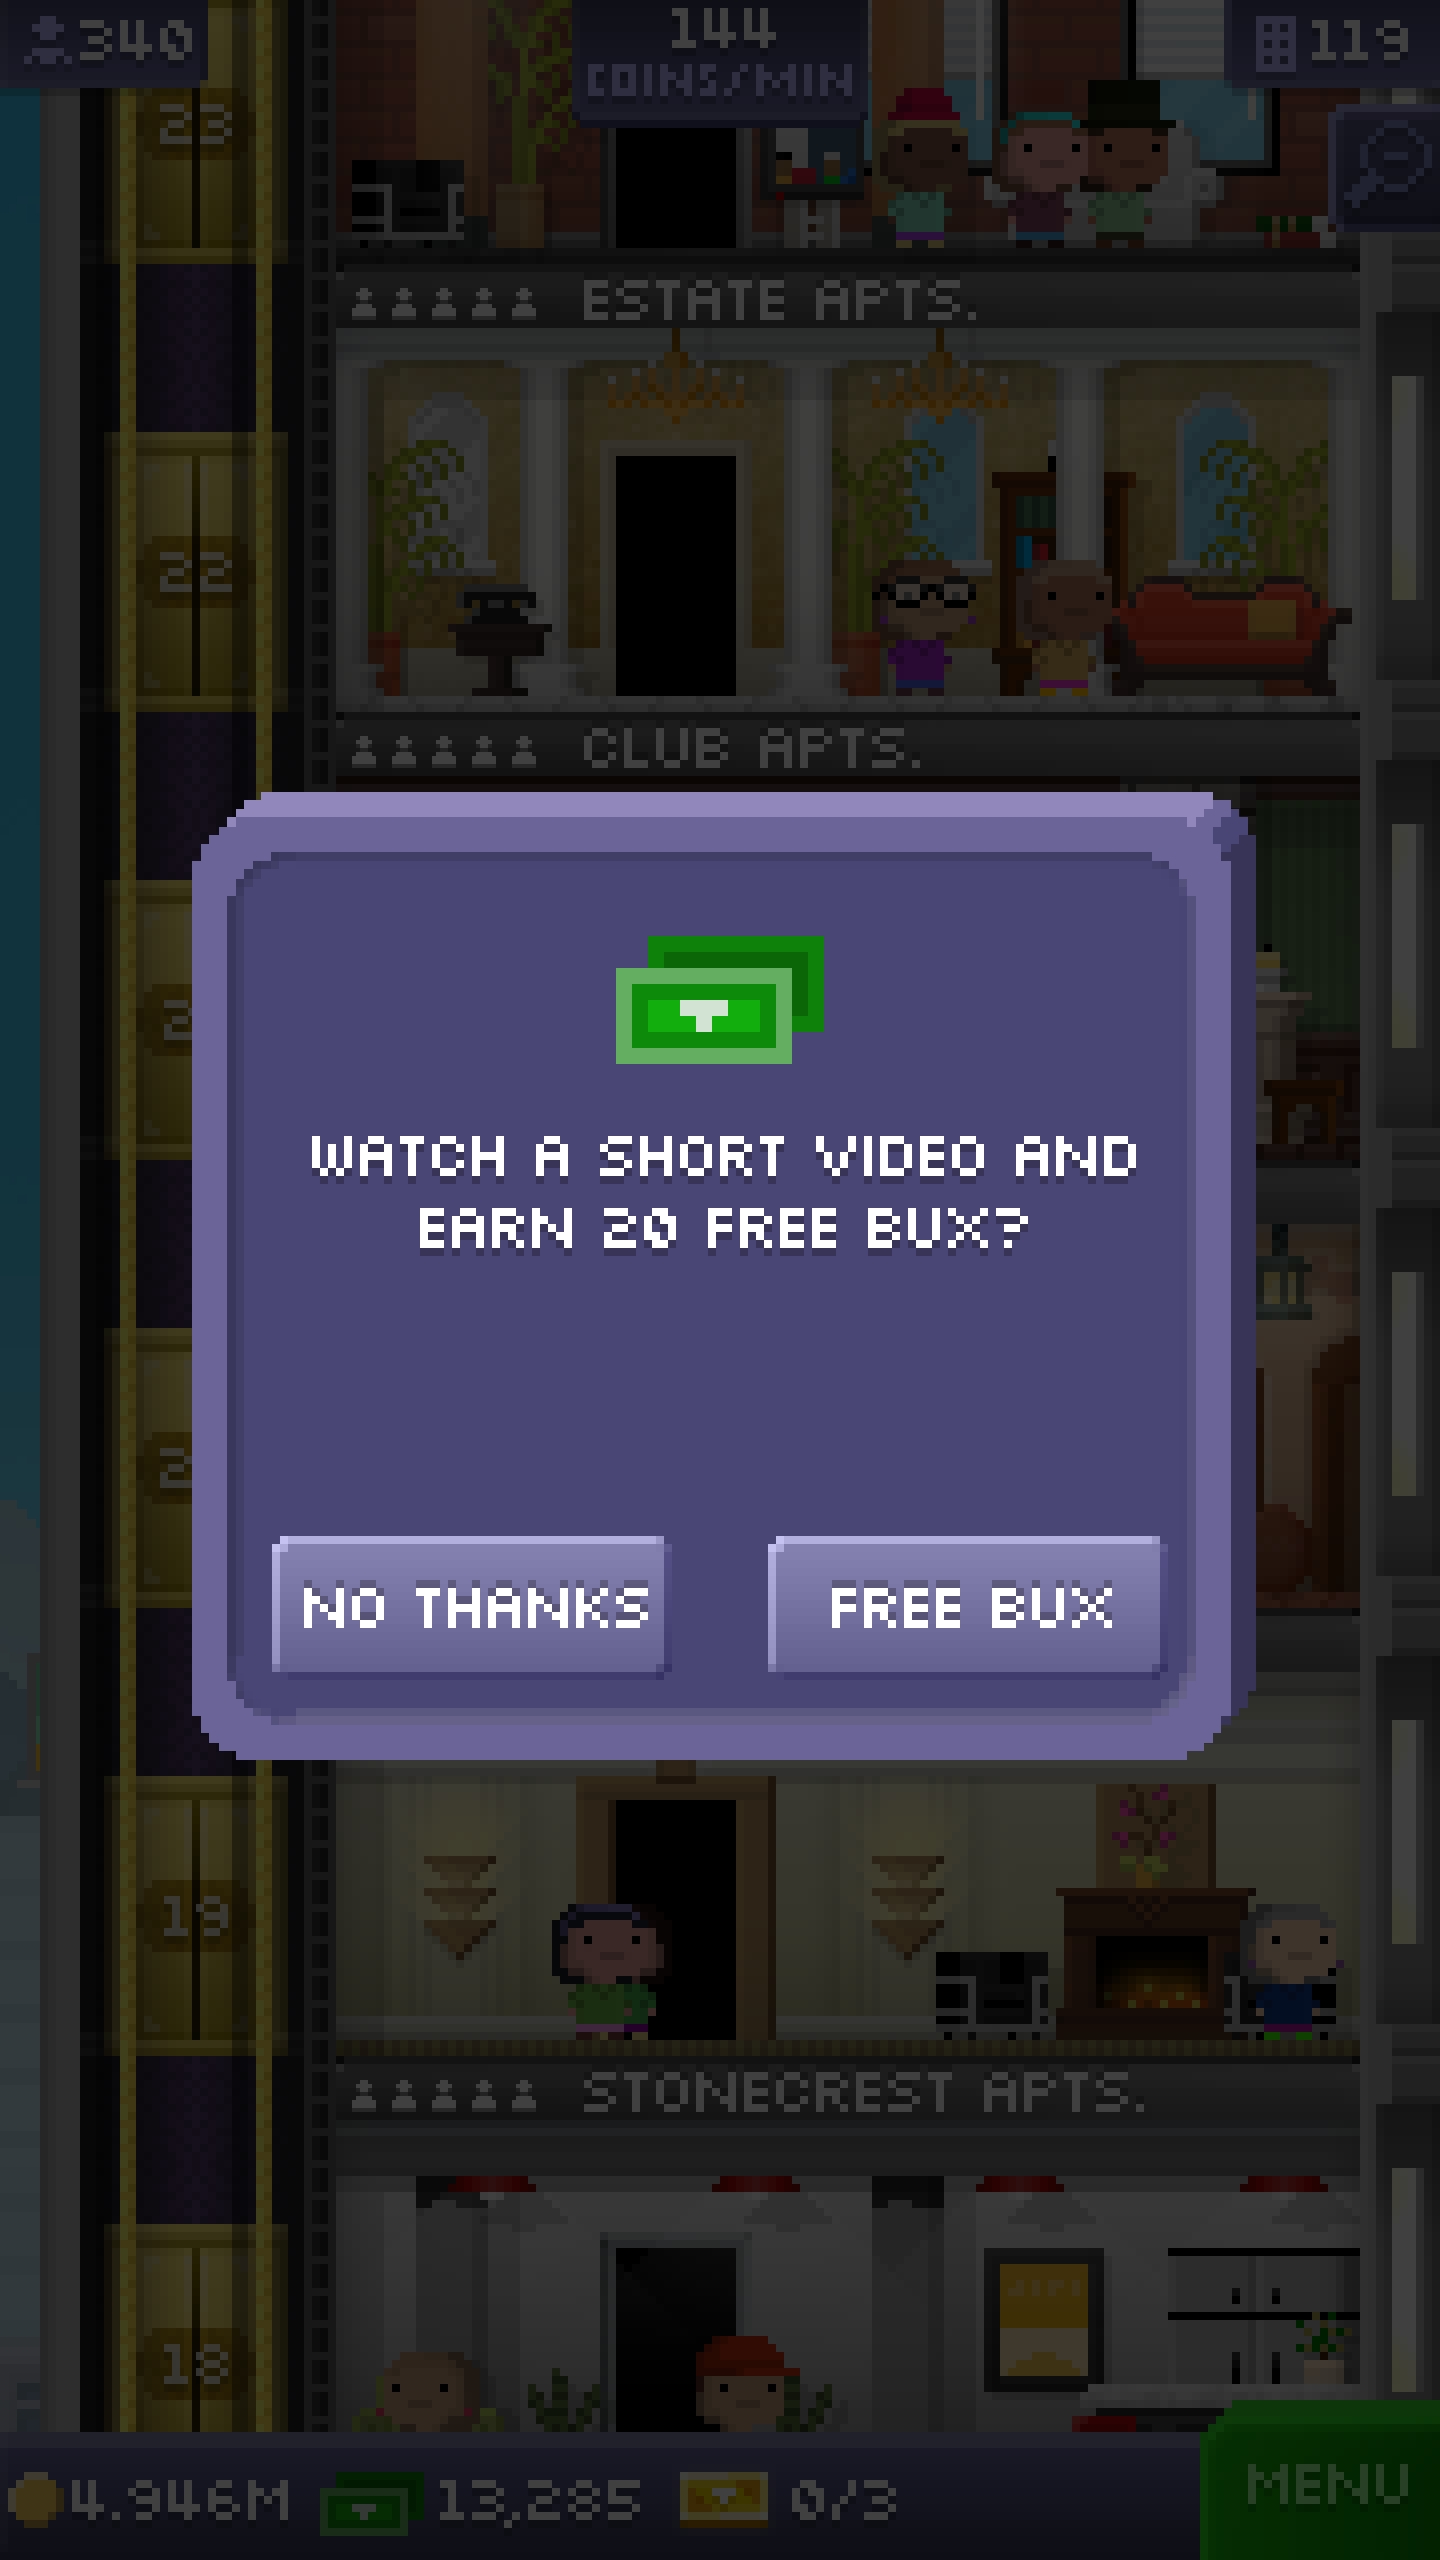 340
144
COINS/MIN
119
23
ESTATE APTS.
22
CLUB APTS.
WATCH A SHORT VIDEO AND
EARN 20 FREE BUX?
NO THANKS
FREE BUX
19
STONECREST APTS.
18
4.946M
13,285
0/3
MENU